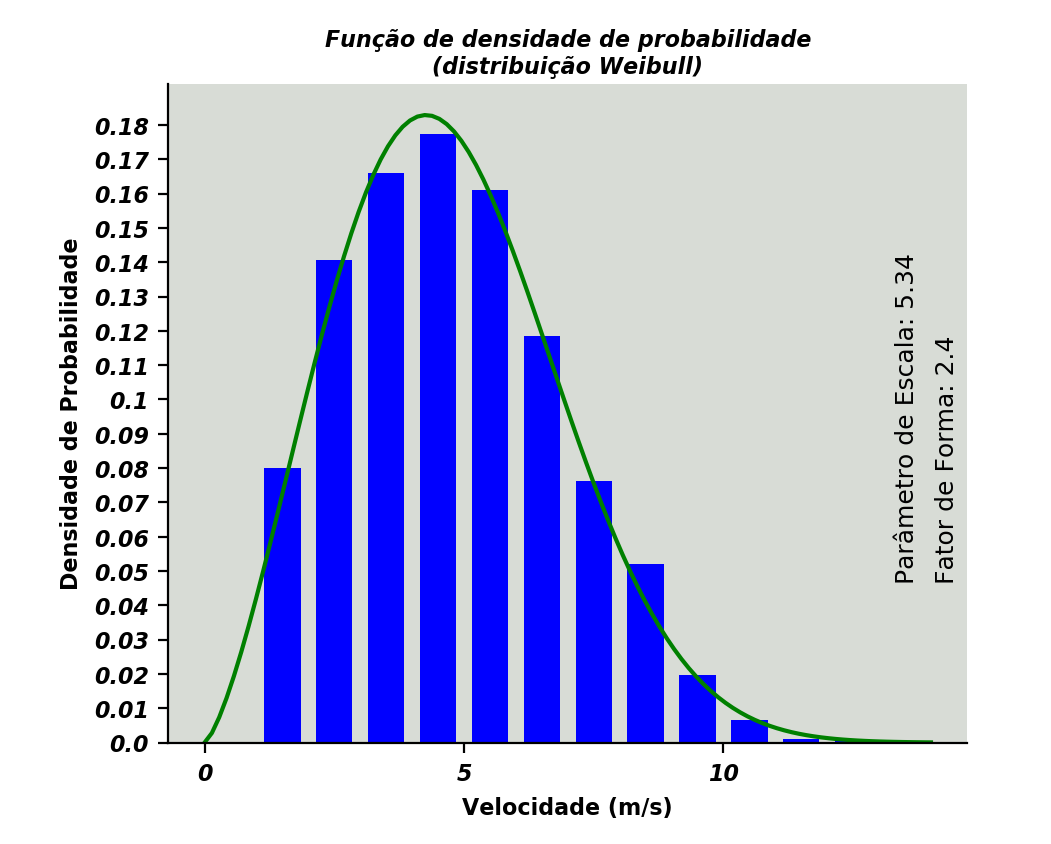 Função de densidade de probabilidade
(distribuição Weibull)
Densidade de Probabilidade
0.18
0.17
0.16
0.15
0.14
0.13
0.12
0.11
0.1
0.09
0.08
0.07
0.06
0.05
0.04
0.03
0.02
0.01
0.0
0 5 10
Velocidade (m/s)
Parâmetro de Escala: 5.34
Fator de Forma: 2.4